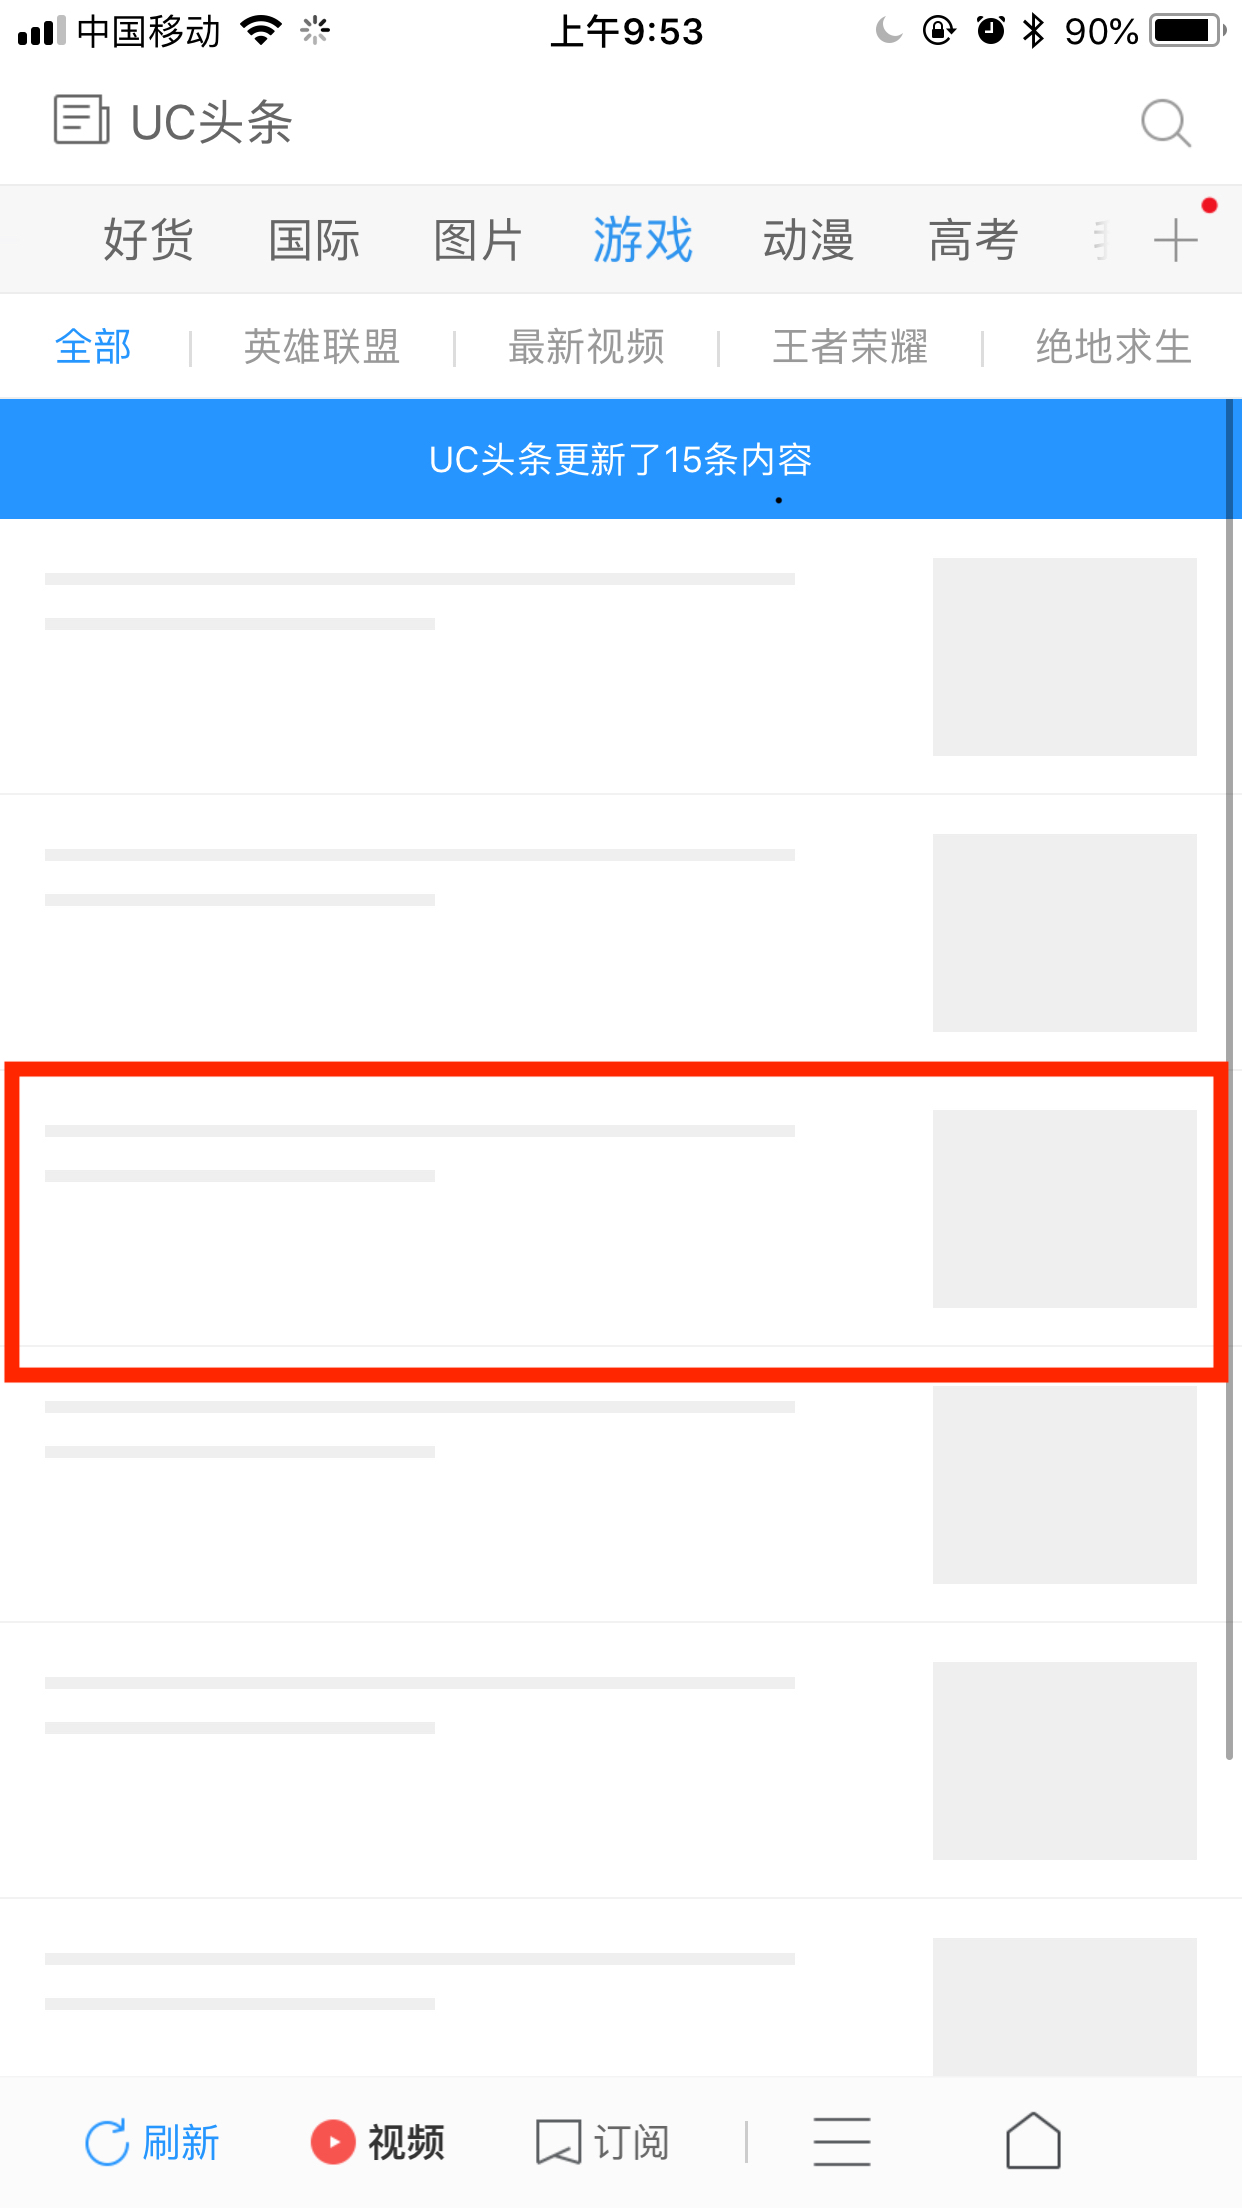 中国移动 上午9:53 90%
UC头条
好货 国际 图片 游戏 动漫 高考
全部 英雄联盟 最新视频 王者荣耀 绝地求生
UC头条更新了15条内容
刷新 视频 订阅